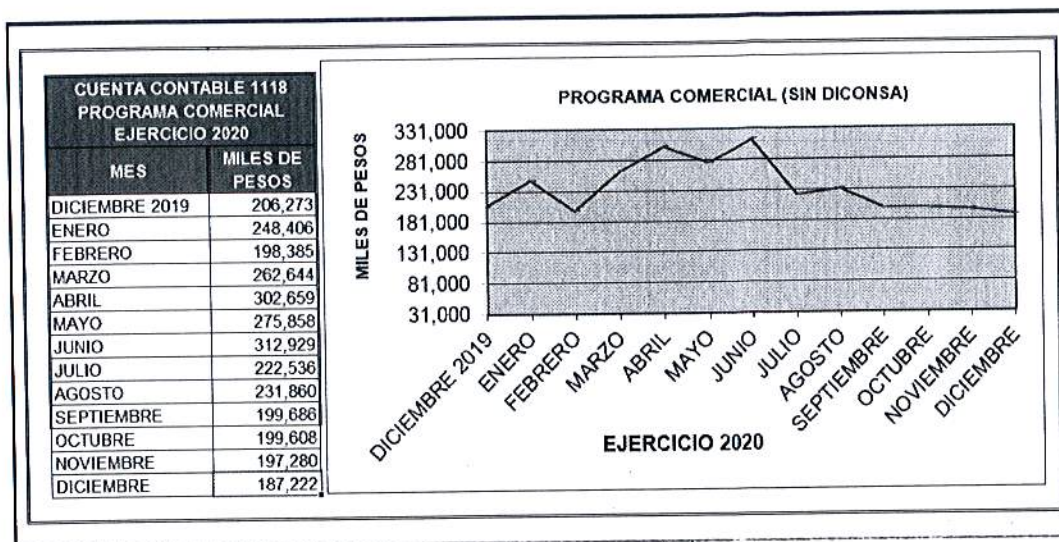 CUENTA CONTABLE 1118
PROGRAMA COMERCIAL
EJERCICIO 2020
MES MILES DE PESOS
DICIEMBRE 2019 206,273
ENERO 248,406
FEBRERO 198,385
MARZO 262,644
ABRIL 302,659
MAYO 275,858
JUNIO 312,929
JULIO 222,536
AGOSTO 231,860
SEPTIEMBRE 199,686
OCTUBRE 199,608
NOVIEMBRE 197,280
DICIEMBRE 187,222
PROGRAMA COMERCIAL (SIN DICONSA)
MILES DE PESOS
331,000
281,000
231,000
181,000
131,000
81,000
31,000
DICIEMBRE 2019
ENERO
FEBRERO
MARZO
ABRIL
MAYO
JUNIO
JULIO
AGOSTO
SEPTIEMBRE
OCTUBRE
NOVIEMBRE
DICIEMBRE
EJERCICIO 2020